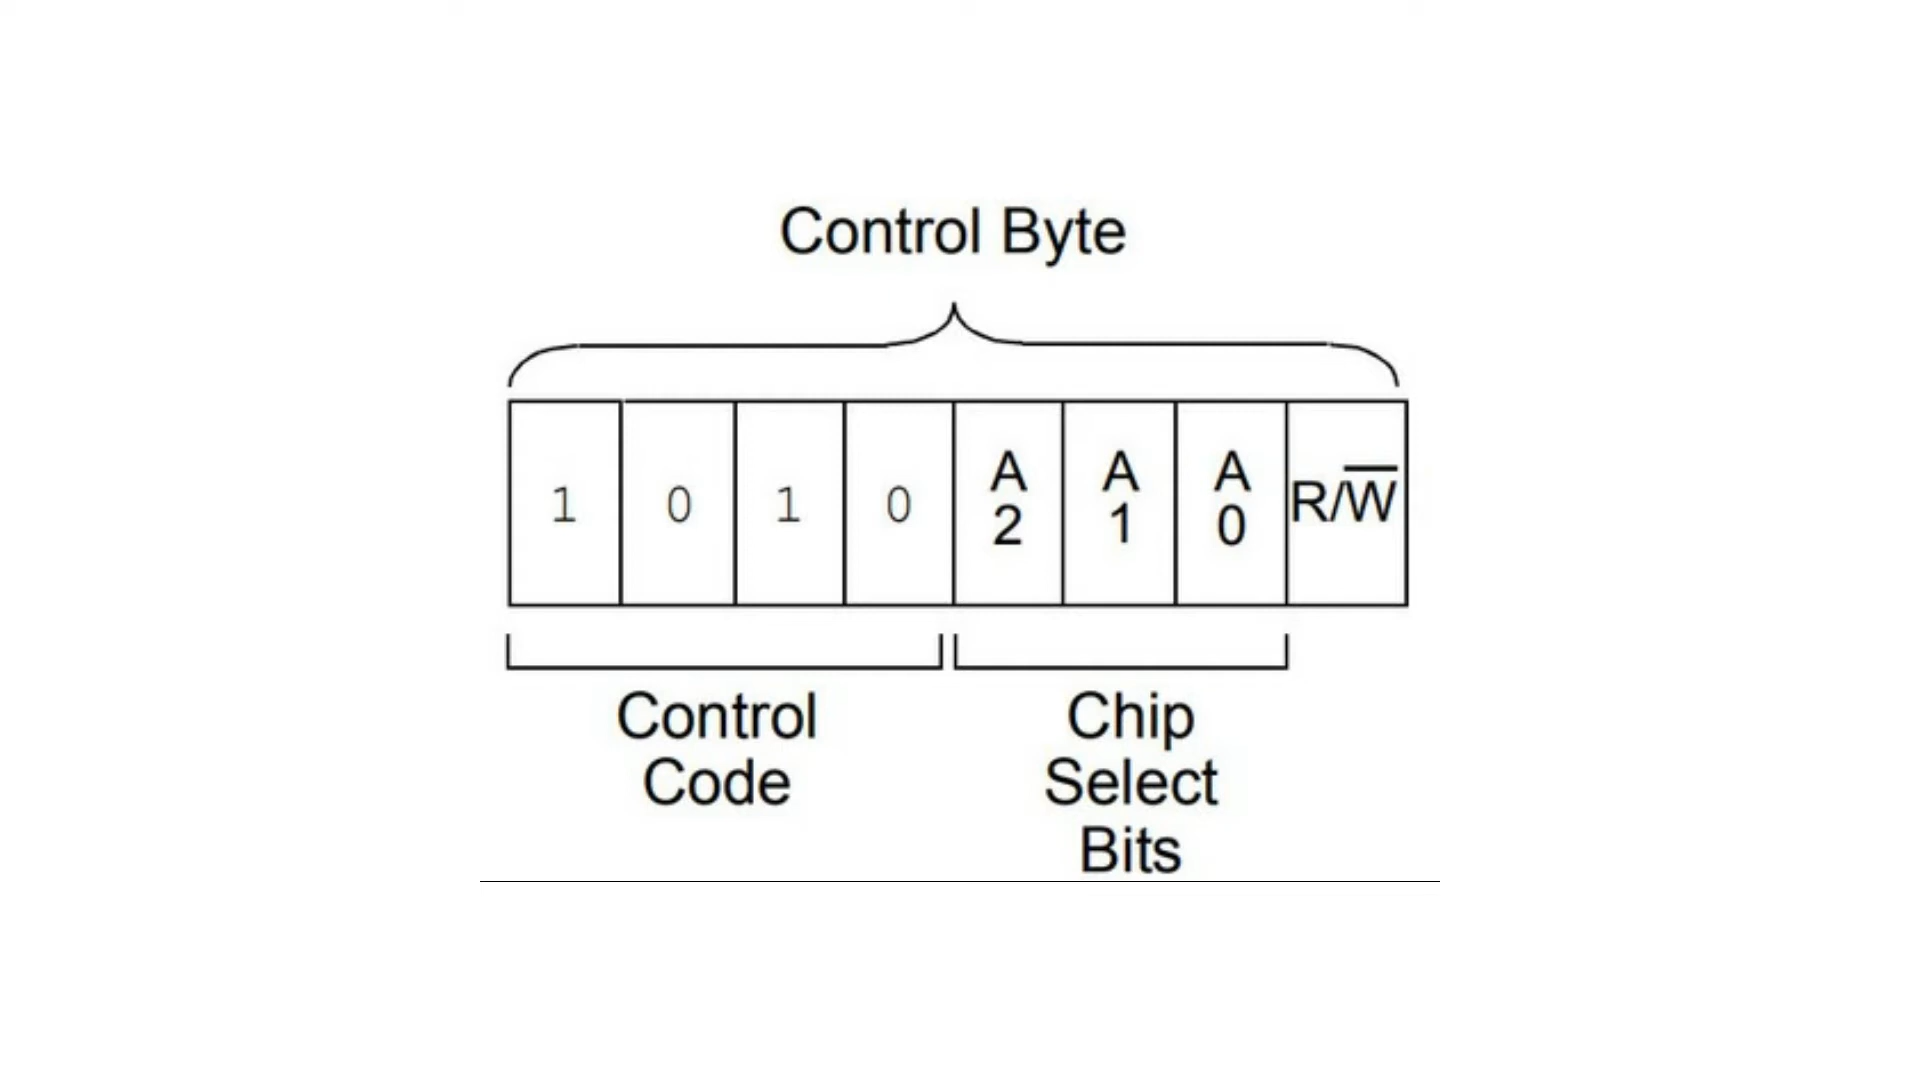 Control Byte
1 0 1 0 A A A R/W̅
2 1 0
Control
Code
Chip
Select
Bits